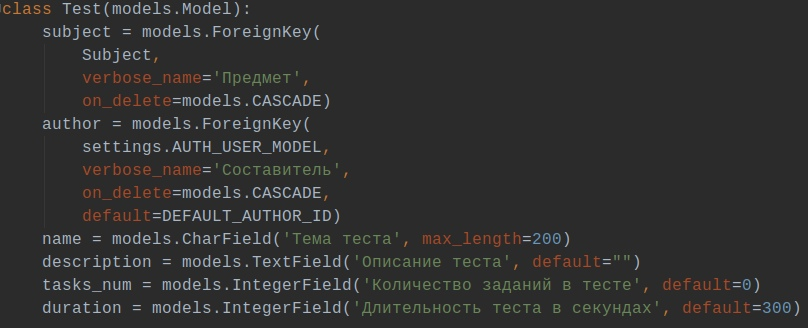 class Test(models.Model):
    subject = models.ForeignKey(
        Subject,
        verbose_name='Предмет',
        on_delete=models.CASCADE)
    author = models.ForeignKey(
        settings.AUTH_USER_MODEL,
        verbose_name='Составитель',
        on_delete=models.CASCADE,
        default=DEFAULT_AUTHOR_ID)
    name = models.CharField('Тема теста', max_length=200)
    description = models.TextField('Описание теста', default="")
    tasks_num = models.IntegerField('Количество заданий в тесте', default=0)
    duration = models.IntegerField('Длительность теста в секундах', default=300)